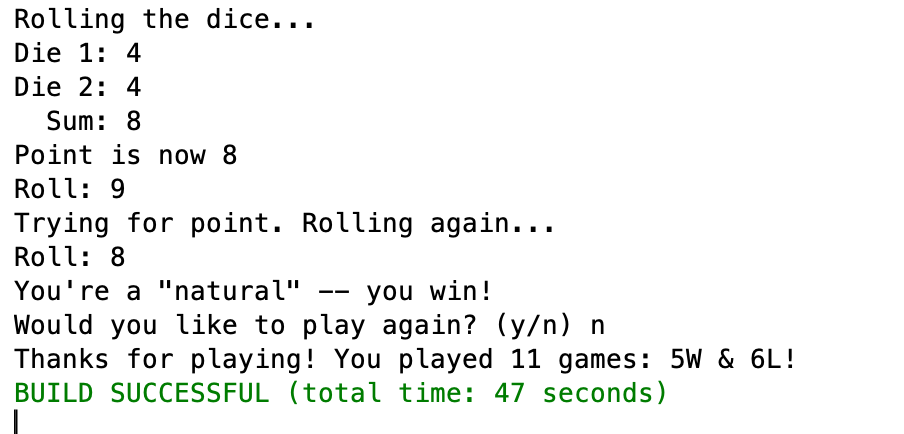 Rolling the dice...
Die 1: 4
Die 2: 4
  Sum: 8
Point is now 8
Roll: 9
Trying for point. Rolling again...
Roll: 8
You're a "natural" -- you win!
Would you like to play again? (y/n) n
Thanks for playing! You played 11 games: 5W & 6L!
BUILD SUCCESSFUL (total time: 47 seconds)